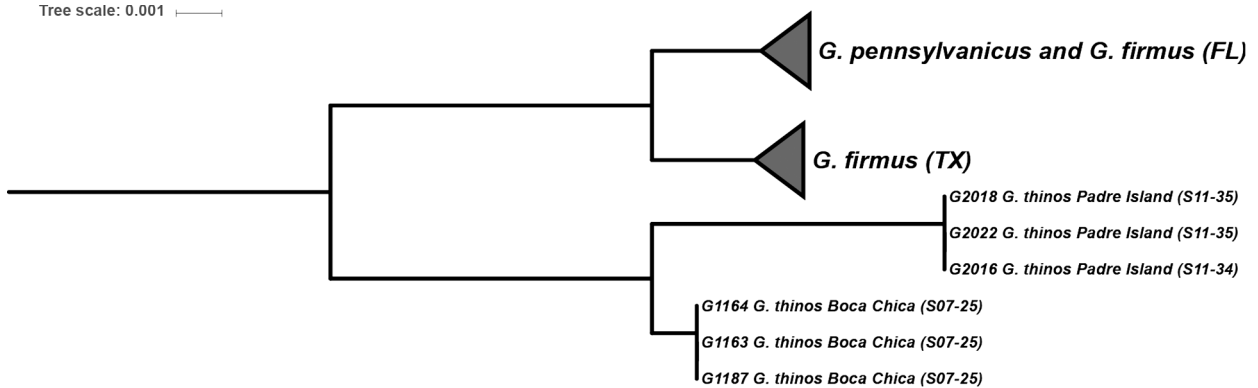 Tree scale: 0.001
G. pennsylvanicus and G. firmus (FL)
G. firmus (TX)
G2018 G. thinos Padre Island (S11-35)
G2022 G. thinos Padre Island (S11-35)
G2016 G. thinos Padre Island (S11-34)
G1164 G. thinos Boca Chica (S07-25)
G1163 G. thinos Boca Chica (S07-25)
G1187 G. thinos Boca Chica (S07-25)